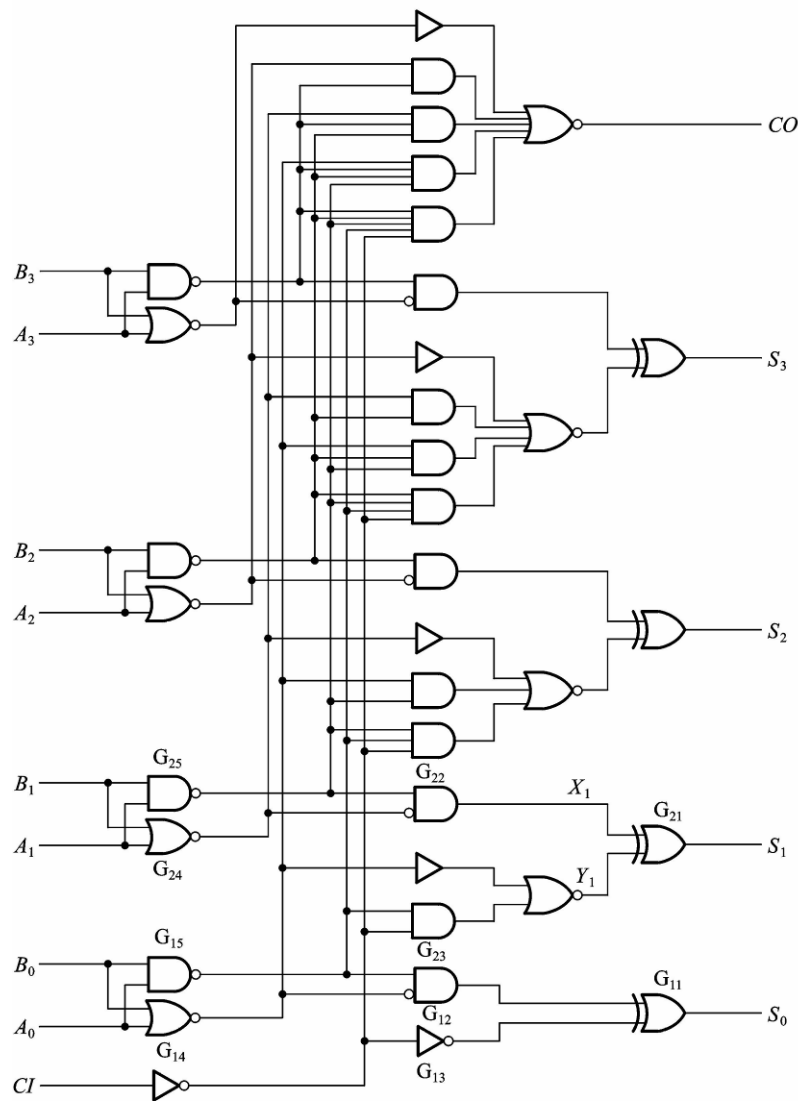 CO
B₃
A₃
S₃
B₂
A₂
S₂
G₂₅
G₂₂
B₁
X₁
G₂₁
A₁
S₁
G₂₄
Y₁
G₁₅
G₂₃
B₀
G₁₁
G₁₂
A₀
S₀
G₁₄
G₁₃
CI